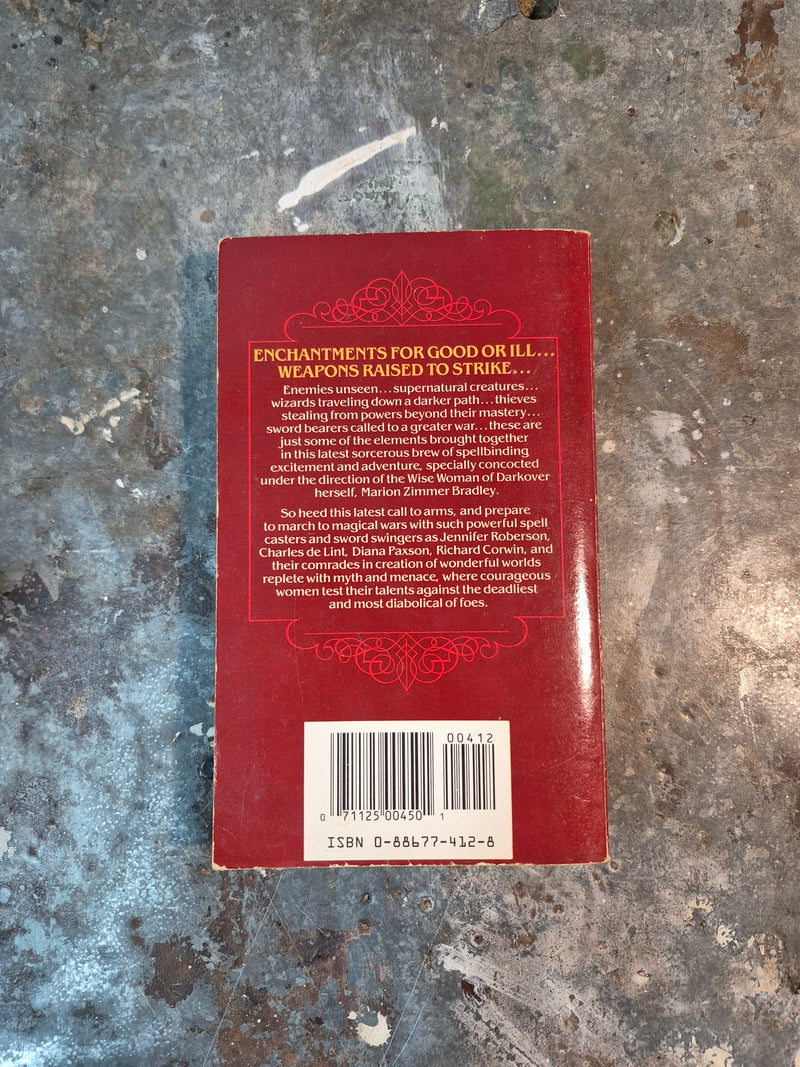 ENCHANTMENTS FOR GOOD OR ILL...
WEAPONS RAISED TO STRIKE...
Enemies unseen...supernatural creatures...
wizards traveling down a darker path...thieves
stealing from powers beyond their mastery...
sword bearers called to a greater war...these are
just some of the elements brought together
in this latest sorcerous brew of spellbinding
excitement and adventure, specially concocted
under the direction of the Wise Woman of Darkover
herself, Marion Zimmer Bradley.
So heed this latest call to arms, and prepare
to march to magical wars with such powerful spell
casters and sword swingers as Jennifer Roberson,
Charles de Lint, Diana Paxson, Richard Corwin, and
their comrades in creation of wonderful worlds
replete with myth and menace, where courageous
women test their talents against the deadliest
and most diabolical of foes.
00412
0 71125 00450 1
ISBN 0-88677-412-8